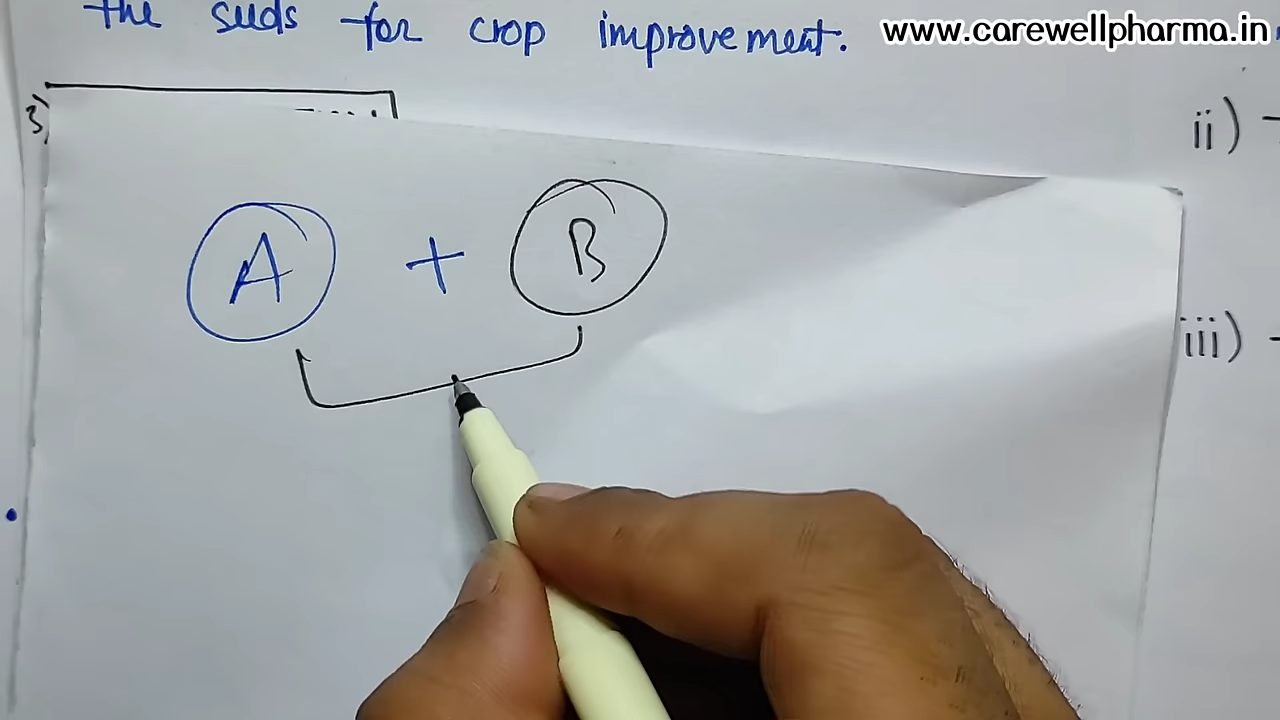 the seeds for crop improvement.
www.carewellpharma.in
3)
ii) -
A + B
iii) -